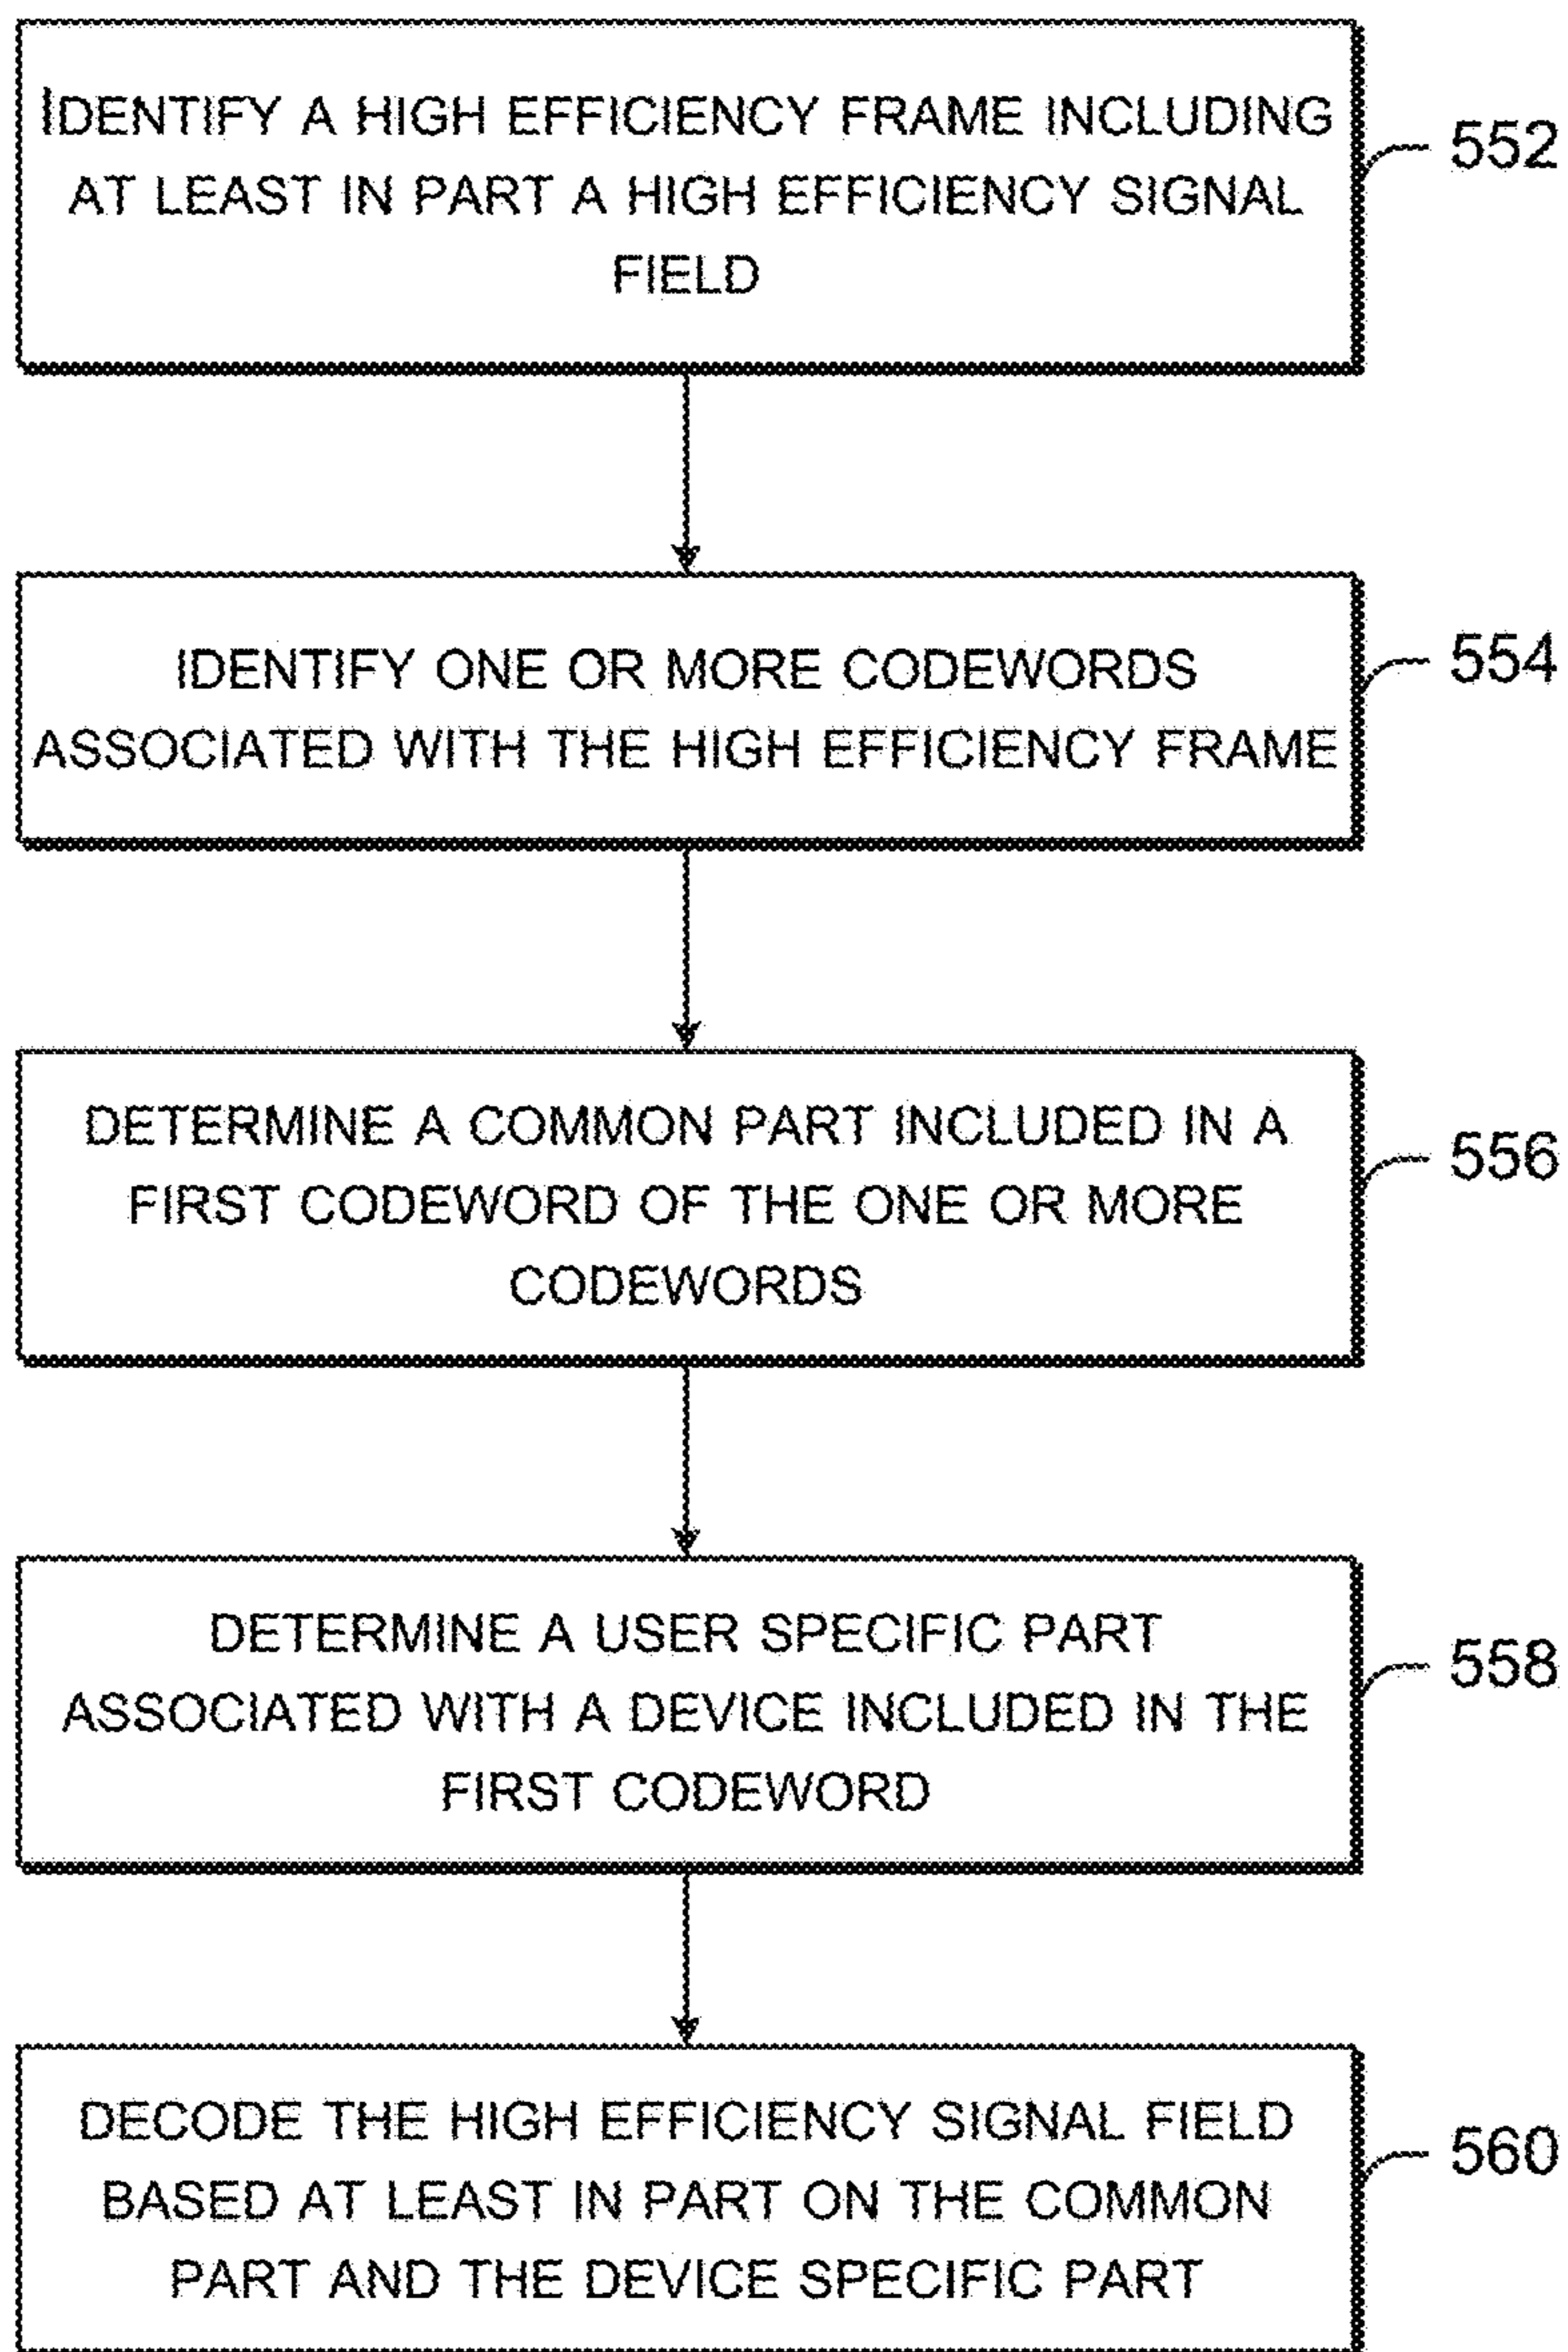 IDENTIFY A HIGH EFFICIENCY FRAME INCLUDING
AT LEAST IN PART A HIGH EFFICIENCY SIGNAL
FIELD
552
IDENTIFY ONE OR MORE CODEWORDS
ASSOCIATED WITH THE HIGH EFFICIENCY FRAME
554
DETERMINE A COMMON PART INCLUDED IN A
FIRST CODEWORD OF THE ONE OR MORE
CODEWORDS
556
DETERMINE A USER SPECIFIC PART
ASSOCIATED WITH A DEVICE INCLUDED IN THE
FIRST CODEWORD
558
DECODE THE HIGH EFFICIENCY SIGNAL FIELD
BASED AT LEAST IN PART ON THE COMMON
PART AND THE DEVICE SPECIFIC PART
560